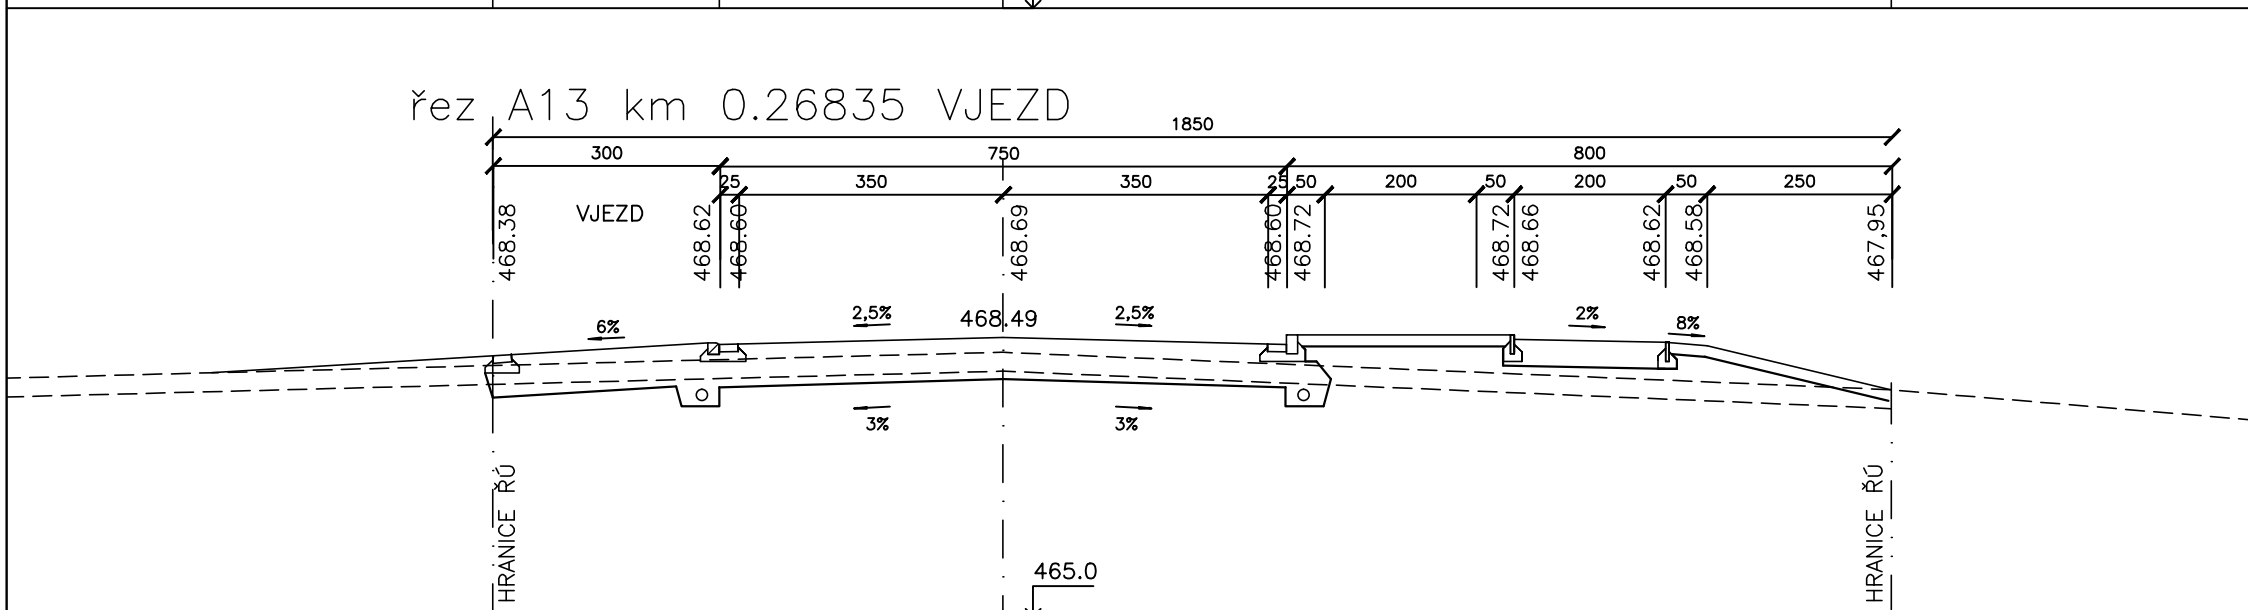 řez A13 km 0.26835 VJEZD
1850
300 750 800
25 350 350 25 50 200 50 200 50 250
VJEZD
468.38 468.62 468.60 468.69 468.60 468.72 468.72 468.66 468.62 468.58 467,95
6% 2,5% 468.49 2,5% 2% 8%
3% 3%
HRANICE ŘÚ HRANICE ŘÚ
465.0